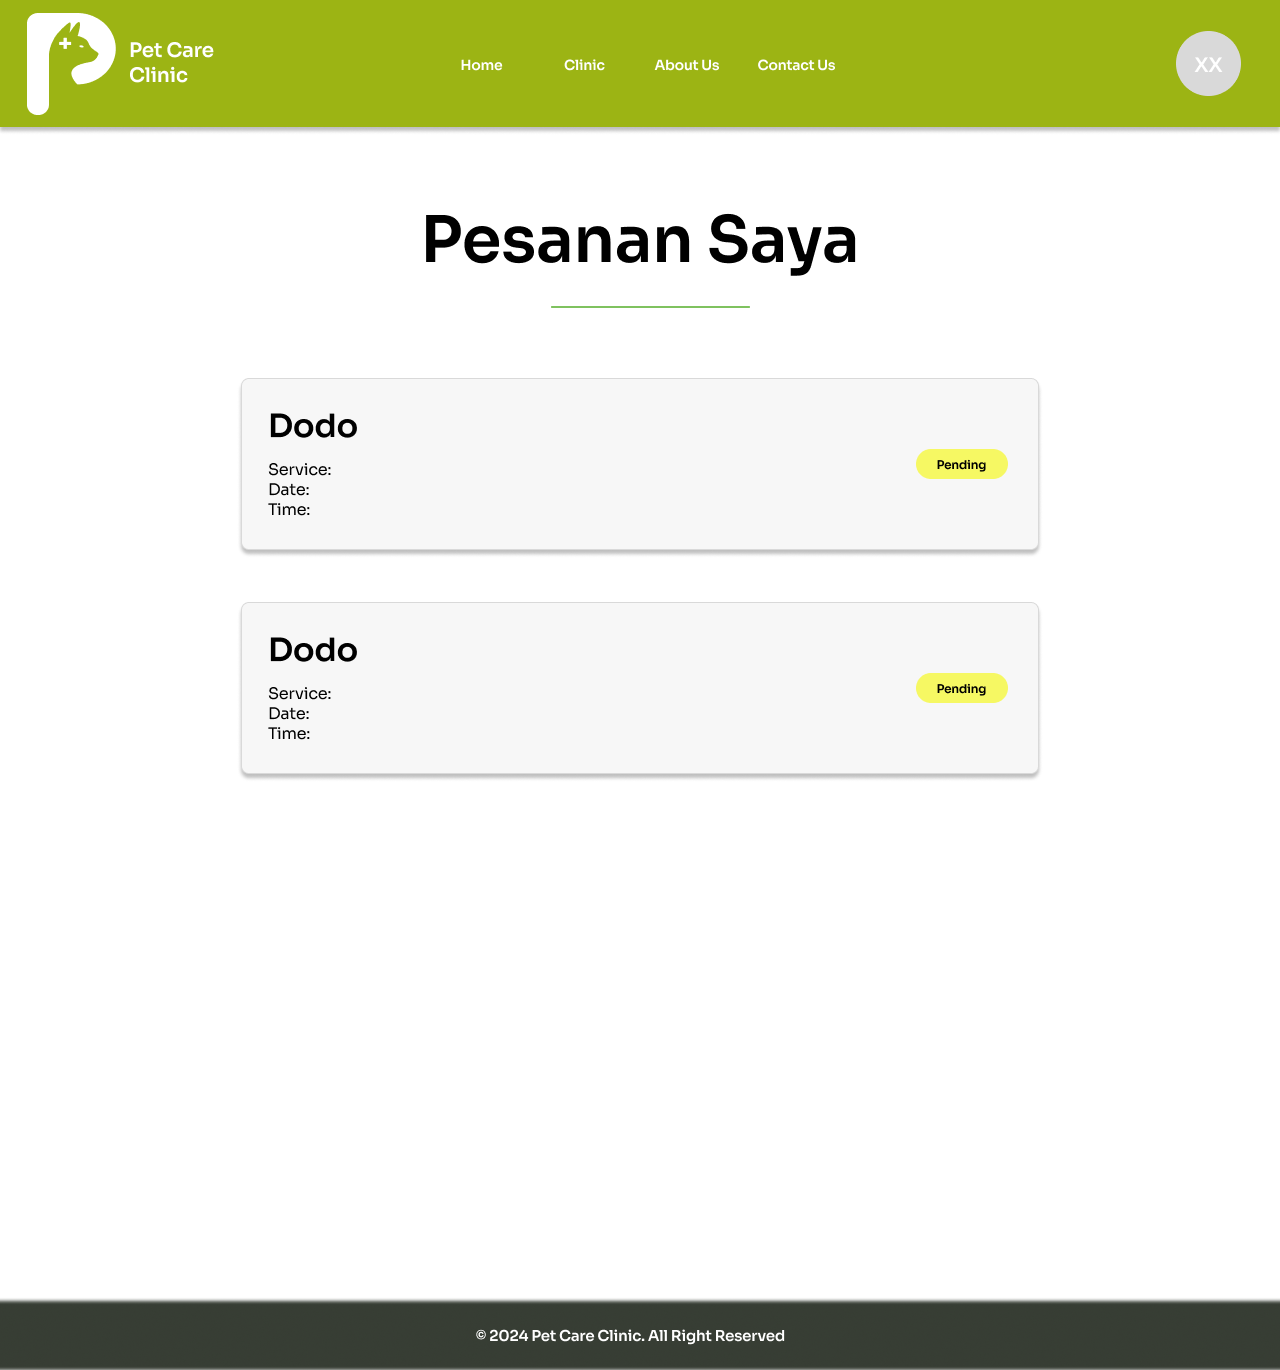 Pet Care
Clinic
Home
Clinic
About Us
Contact Us
XX
Pesanan Saya
Dodo
Service:
Date:
Time:
Pending
Dodo
Service:
Date:
Time:
Pending
© 2024 Pet Care Clinic. All Right Reserved